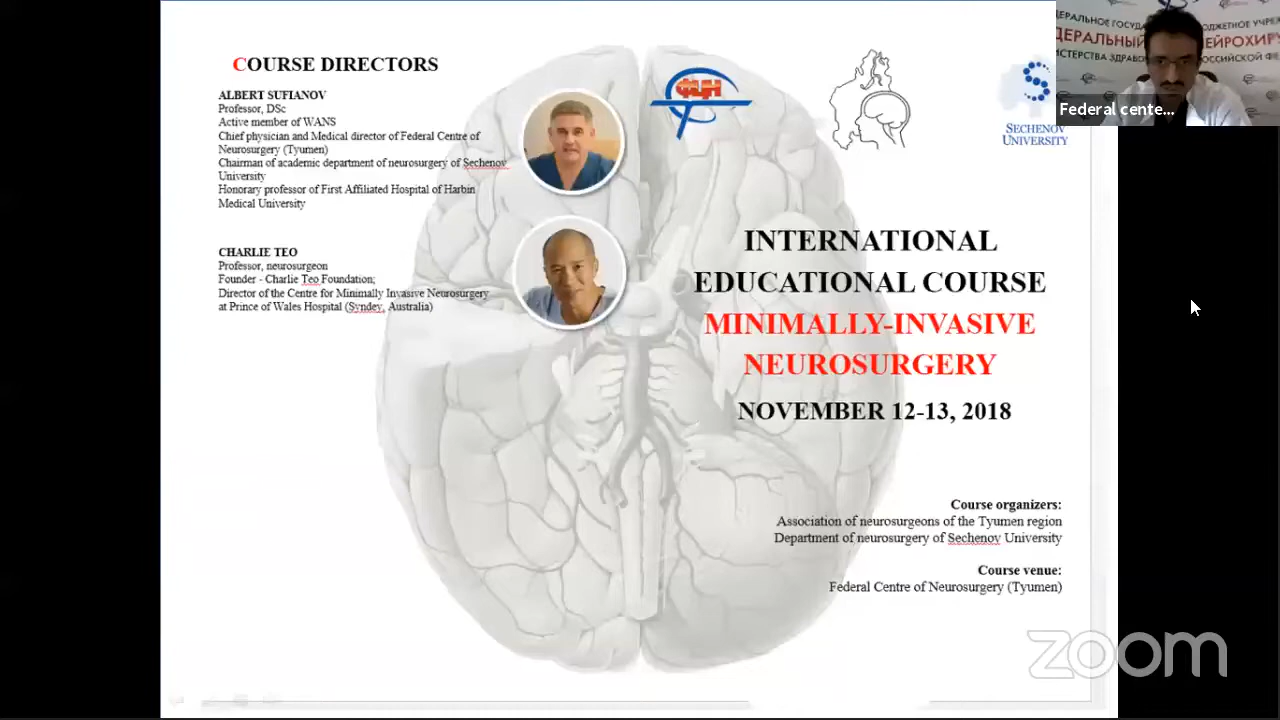 COURSE DIRECTORS
ALBERT SUFIANOV
Professor, DSc
Active member of WANS
Chief physician and Medical director of Federal Centre of
Neurosurgery (Tyumen)
Chairman of academic department of neurosurgery of Sechenov
University
Honorary professor of First Affiliated Hospital of Harbin
Medical University
CHARLIE TEO
Professor, neurosurgeon
Founder - Charlie Teo Foundation;
Director of the Centre for Minimally Invasive Neurosurgery
at Prince of Wales Hospital (Syndey, Australia)
ФЦН
S
SECHENOV
UNIVERSITY
INTERNATIONAL
EDUCATIONAL COURSE
MINIMALLY-INVASIVE
NEUROSURGERY
NOVEMBER 12-13, 2018
Course organizers:
Association of neurosurgeons of the Tyumen region
Department of neurosurgery of Sechenov University
Course venue:
Federal Centre of Neurosurgery (Tyumen)
Federal cente...
zoom